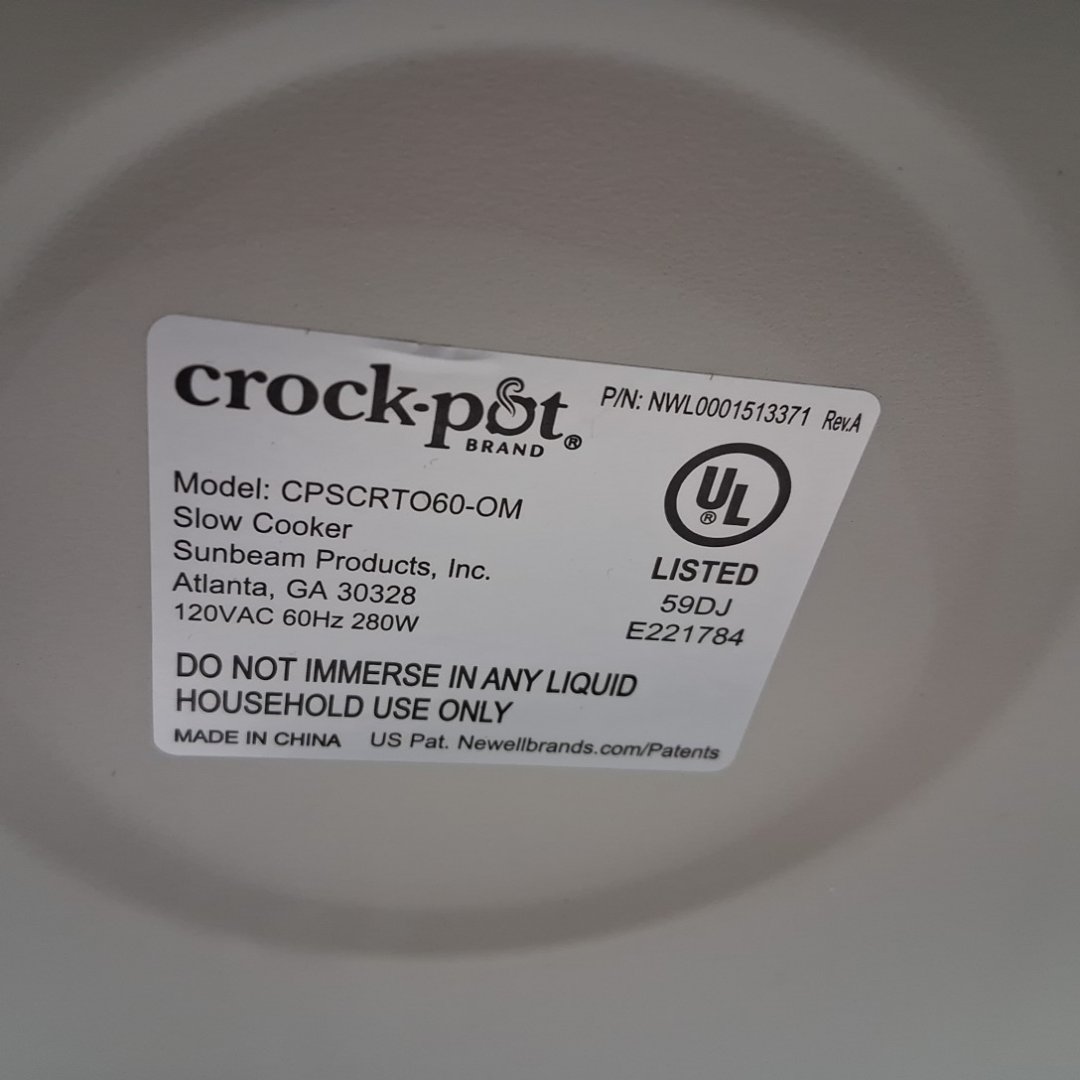 crock-pot®
BRAND
P/N: NWL0001513371 Rev.A
Model: CPSCRTO60-OM
Slow Cooker
Sunbeam Products, Inc.
Atlanta, GA 30328
120VAC 60Hz 280W
UL®
LISTED
59DJ
E221784
DO NOT IMMERSE IN ANY LIQUID
HOUSEHOLD USE ONLY
MADE IN CHINA US Pat. Newellbrands.com/Patents